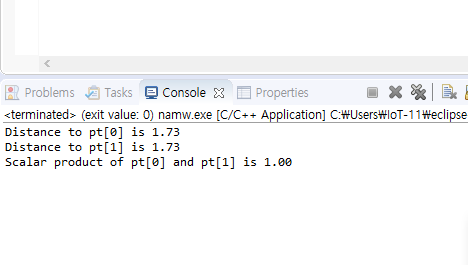 Problems Tasks Console Properties
<terminated> (exit value: 0) namw.exe [C/C++ Application] C:₩Users₩IoT-11₩eclipse
Distance to pt[0] is 1.73
Distance to pt[1] is 1.73
Scalar product of pt[0] and pt[1] is 1.00